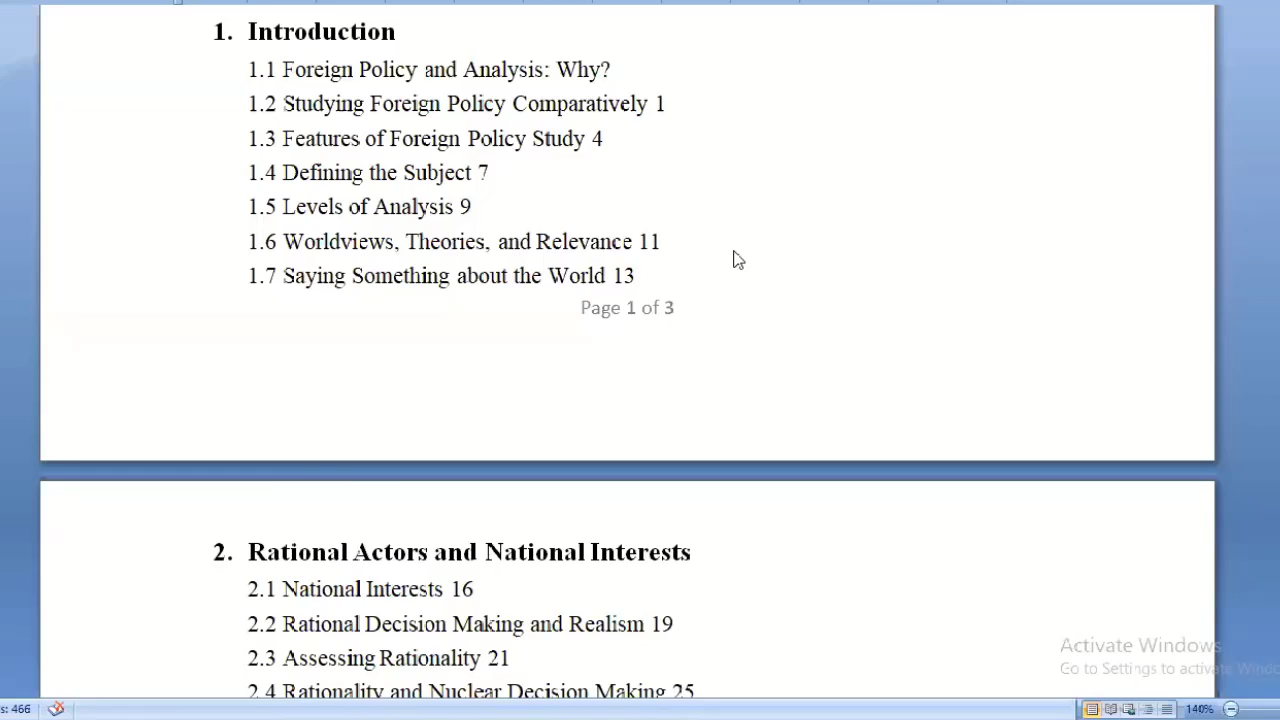 1. Introduction
1.1 Foreign Policy and Analysis: Why?
1.2 Studying Foreign Policy Comparatively 1
1.3 Features of Foreign Policy Study 4
1.4 Defining the Subject 7
1.5 Levels of Analysis 9
1.6 Worldviews, Theories, and Relevance 11
1.7 Saying Something about the World 13
Page 1 of 3
2. Rational Actors and National Interests
2.1 National Interests 16
2.2 Rational Decision Making and Realism 19
2.3 Assessing Rationality 21
2.4 Rationality and Nuclear Decision Making 25
Activate Windows
Go to Settings to activate Windo
s: 466
140%